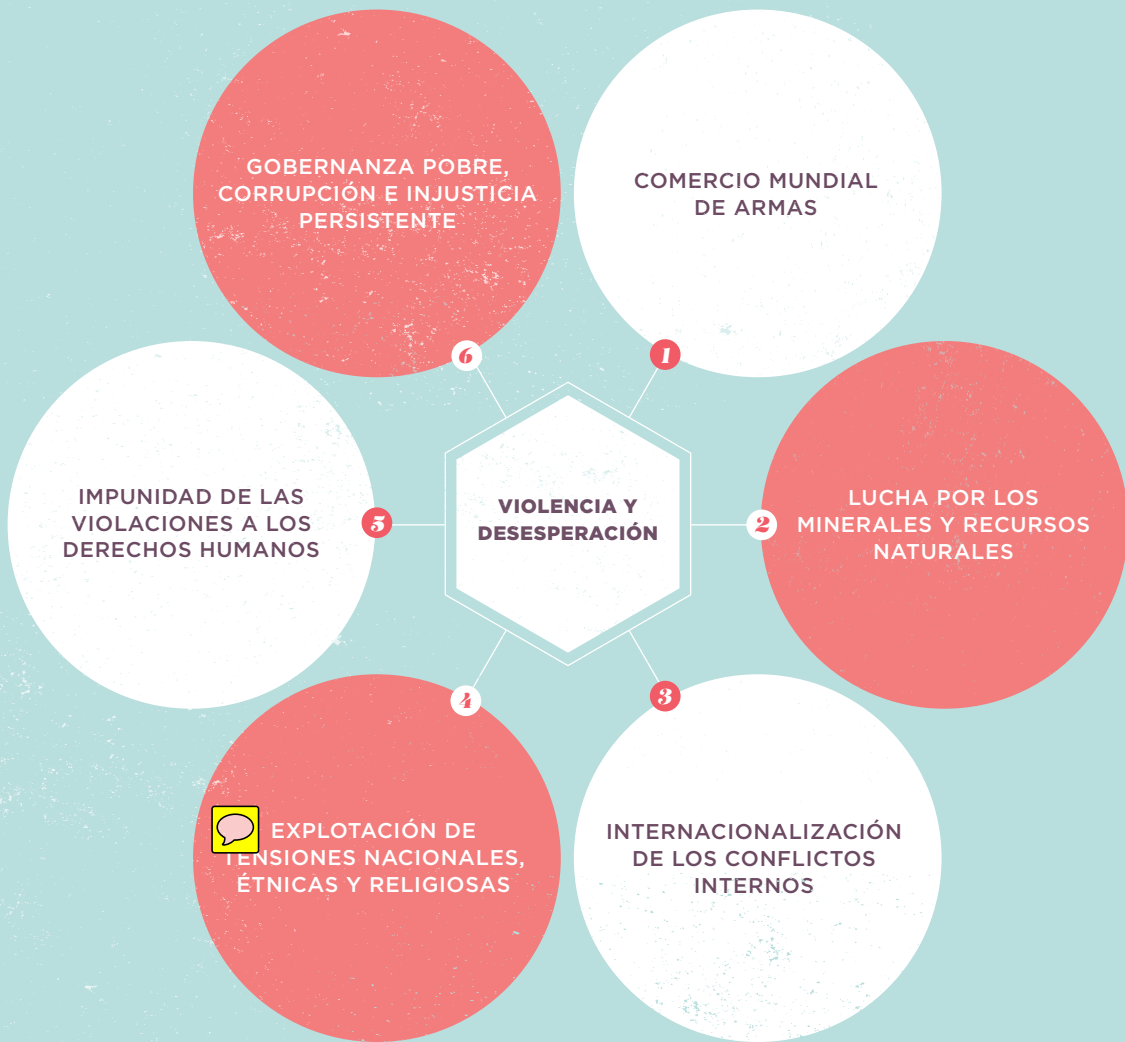 VIOLENCIA Y
DESESPERACIÓN
1
COMERCIO MUNDIAL
DE ARMAS
2
LUCHA POR LOS
MINERALES Y RECURSOS
NATURALES
3
INTERNACIONALIZACIÓN
DE LOS CONFLICTOS
INTERNOS
4
EXPLOTACIÓN DE
TENSIONES NACIONALES,
ÉTNICAS Y RELIGIOSAS
5
IMPUNIDAD DE LAS
VIOLACIONES A LOS
DERECHOS HUMANOS
6
GOBERNANZA POBRE,
CORRUPCIÓN E INJUSTICIA
PERSISTENTE